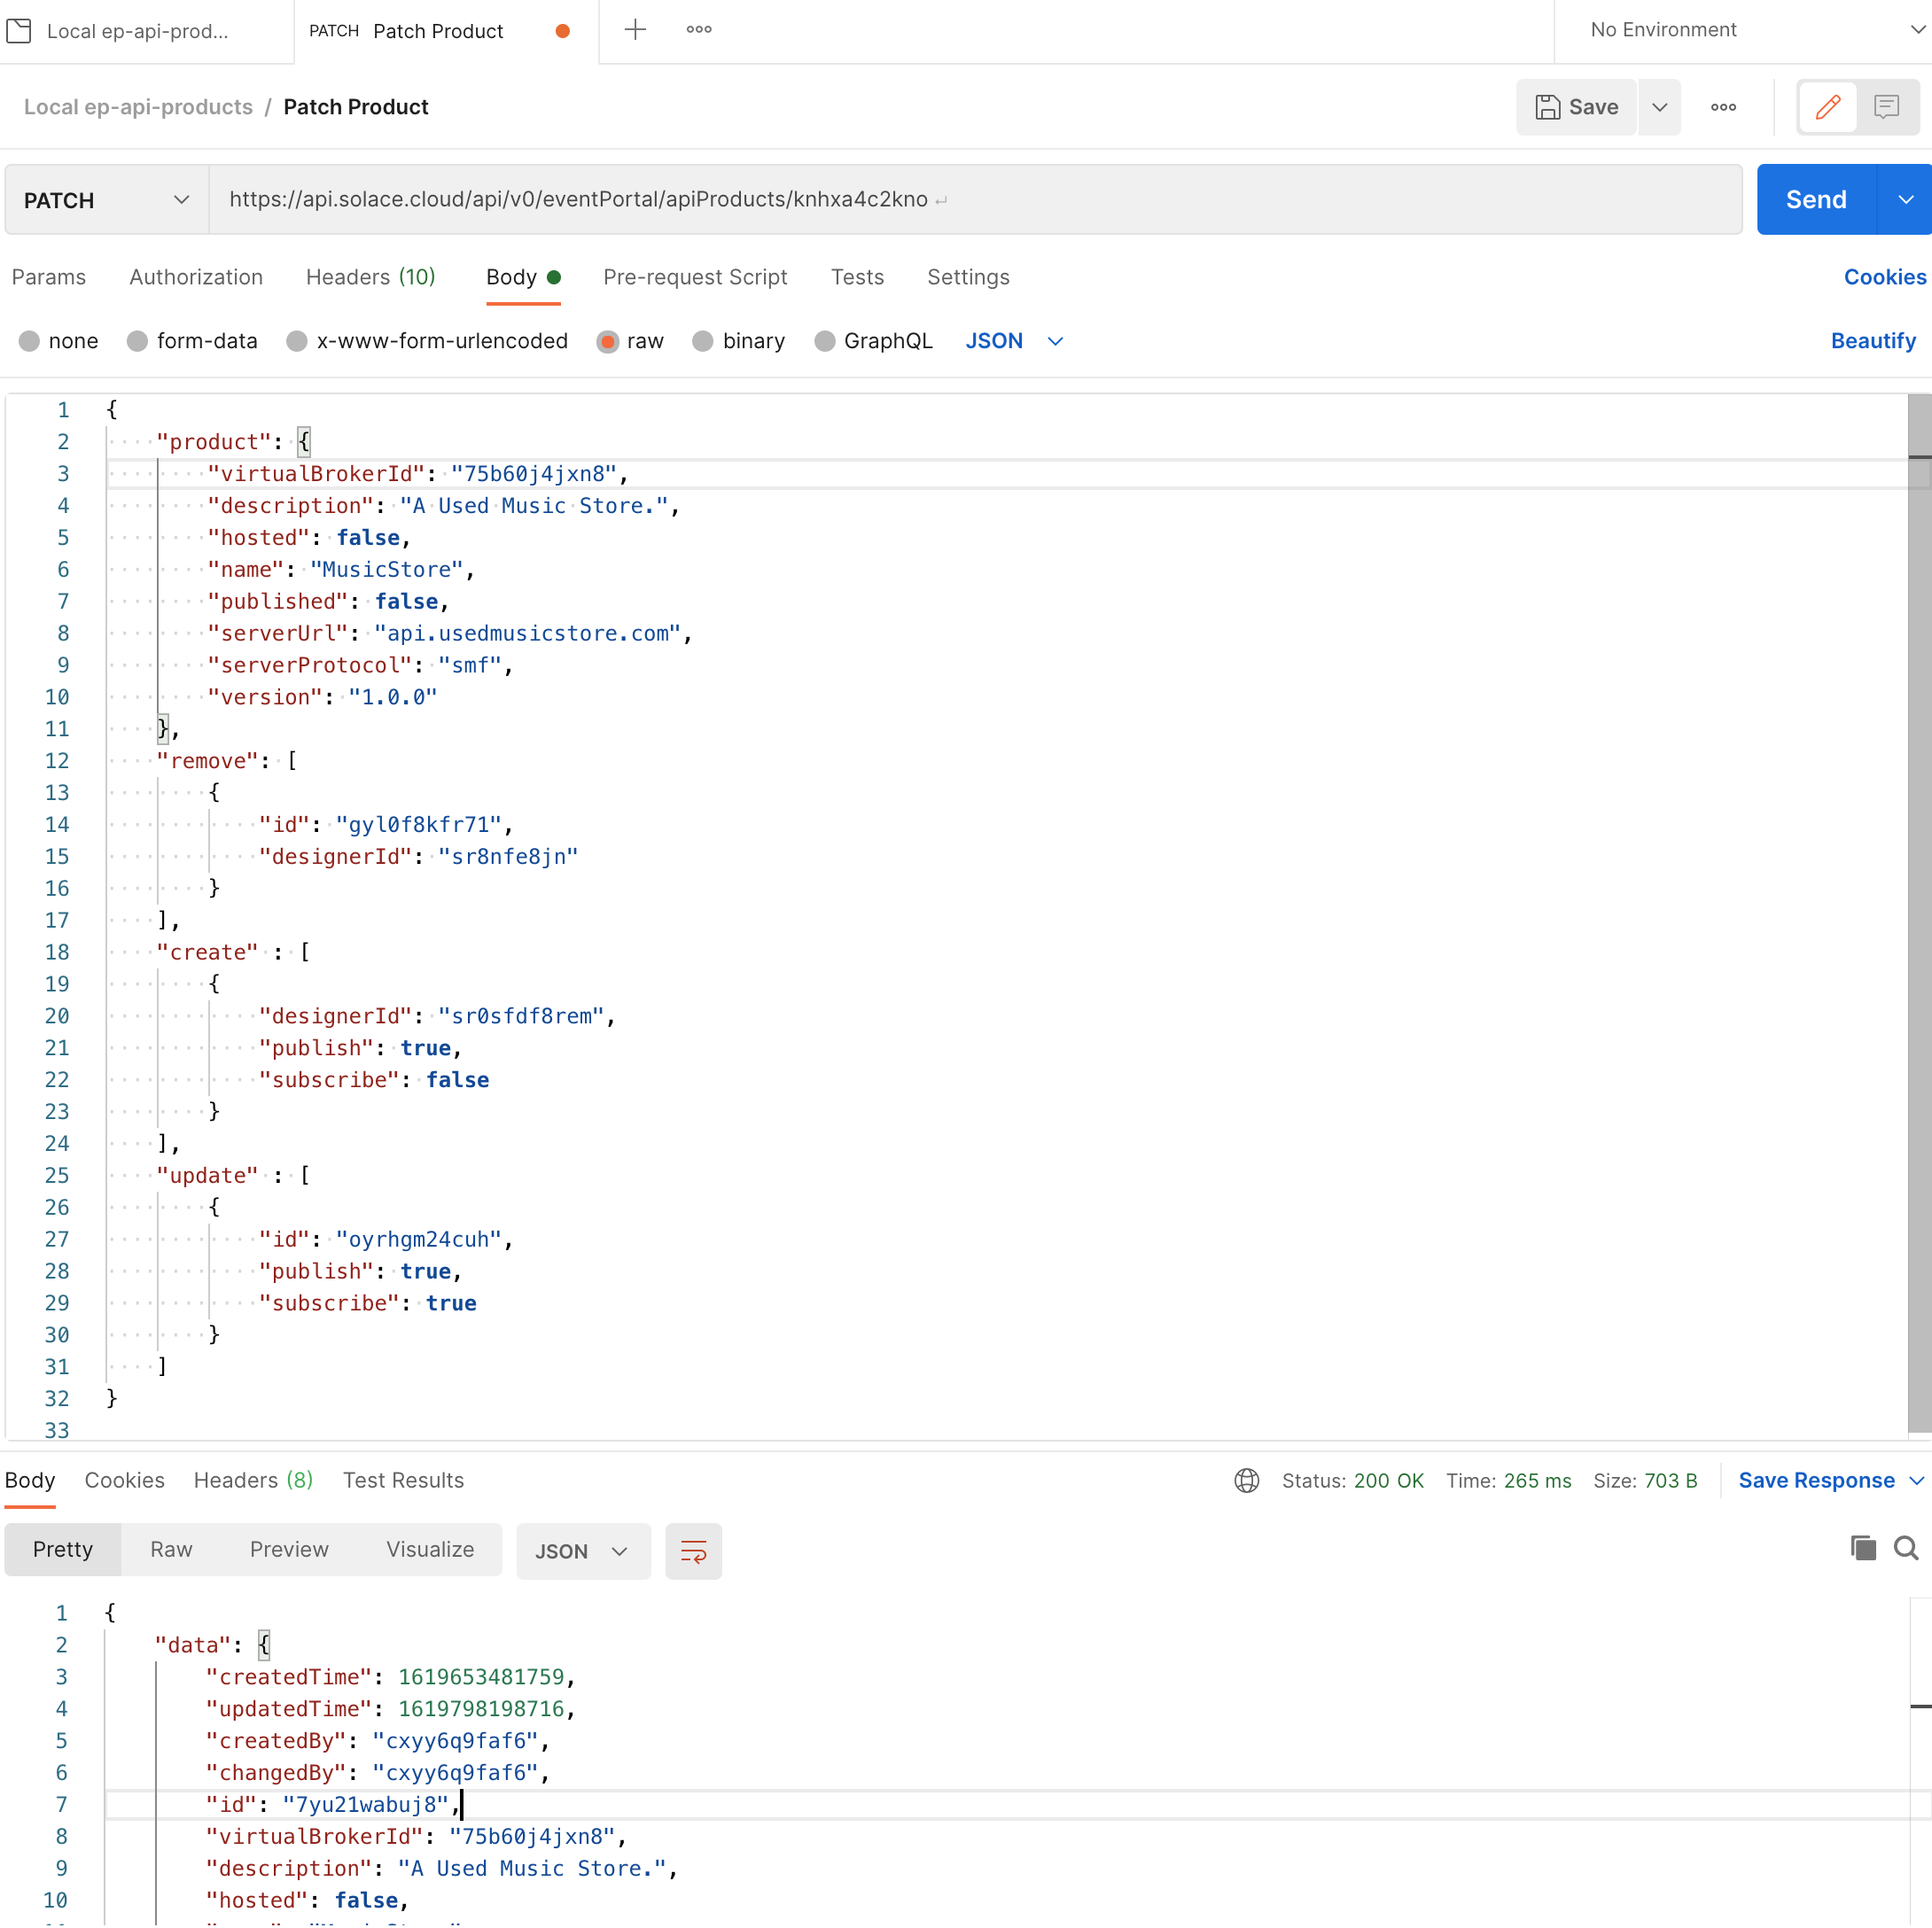 Local ep-api-prod...
PATCH Patch Product
No Environment
Local ep-api-products / Patch Product
Save
PATCH
https://api.solace.cloud/api/v0/eventPortal/apiProducts/knhxa4c2kno
Send
Params Authorization Headers (10) Body Pre-request Script Tests Settings Cookies
none form-data x-www-form-urlencoded raw binary GraphQL JSON Beautify
1 {
2 "product": {
3 "virtualBrokerId": "75b60j4jxn8",
4 "description": "A Used Music Store.",
5 "hosted": false,
6 "name": "MusicStore",
7 "published": false,
8 "serverUrl": "api.usedmusicstore.com",
9 "serverProtocol": "smf",
10 "version": "1.0.0"
11 },
12 "remove": [
13 {
14 "id": "gyl0f8kfr71",
15 "designerId": "sr8nfe8jn"
16 }
17 ],
18 "create" : [
19 {
20 "designerId": "sr0sfdf8rem",
21 "publish": true,
22 "subscribe": false
23 }
24 ],
25 "update" : [
26 {
27 "id": "oyrhgm24cuh",
28 "publish": true,
29 "subscribe": true
30 }
31 ]
32 }
33
Body Cookies Headers (8) Test Results Status: 200 OK Time: 265 ms Size: 703 B Save Response
Pretty Raw Preview Visualize JSON
1 {
2 "data": {
3 "createdTime": 1619653481759,
4 "updatedTime": 1619798198716,
5 "createdBy": "cxyy6q9faf6",
6 "changedBy": "cxyy6q9faf6",
7 "id": "7yu21wabuj8",
8 "virtualBrokerId": "75b60j4jxn8",
9 "description": "A Used Music Store.",
10 "hosted": false,